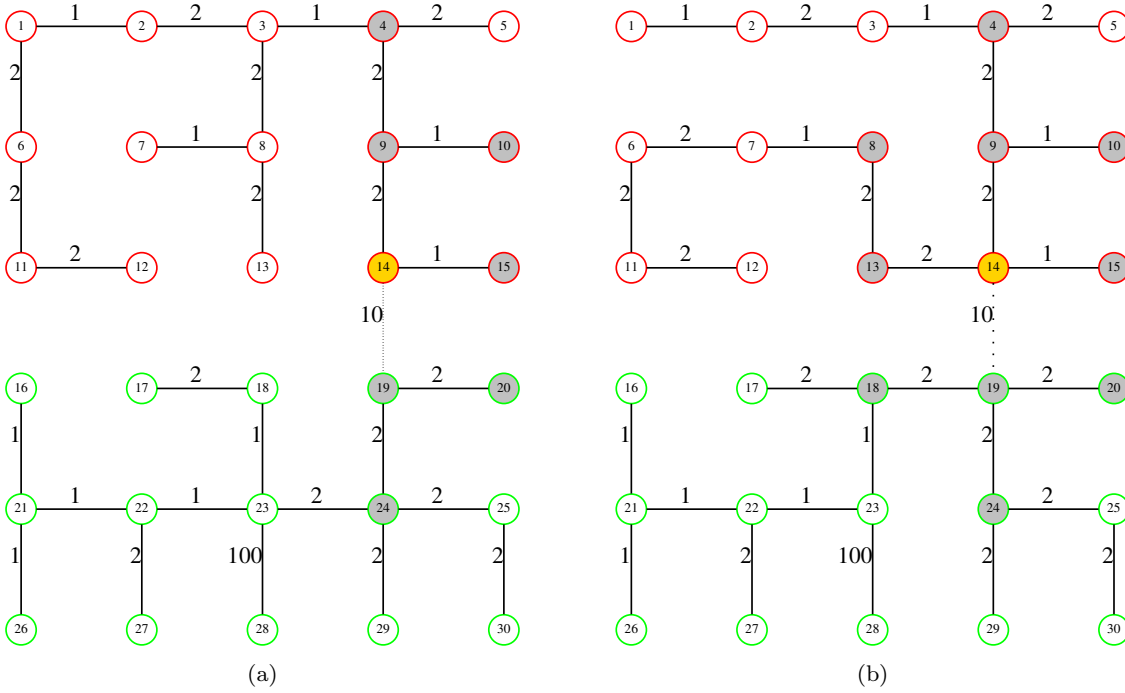 1 2 1 2 1 2 1 2
1 2 3 4 5 1 2 3 4 5
2 2 2 2
1 1 2 1 1
6 7 8 9 10 6 7 8 9 10
2 2 2 2 2
2 1 2 2 1
11 12 13 14 15 11 12 13 14 15
10 10
2 2 2 2 2
16 17 18 19 20 16 17 18 19 20
1 1 2 1 1 2
1 1 2 2 1 1 2
21 22 23 24 25 21 22 23 24 25
1 2 100 2 2 1 2 100 2 2
26 27 28 29 30 26 27 28 29 30
(a) (b)